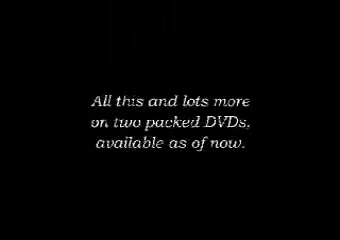 All this and lots more
on two packed DVDs,
available as of now.